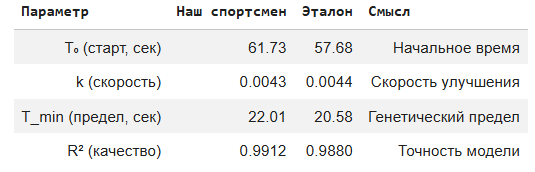 Параметр Наш спортсмен Эталон Смысл
T₀ (старт, сек) 61.73 57.68 Начальное время
k (скорость) 0.0043 0.0044 Скорость улучшения
T_min (предел, сек) 22.01 20.58 Генетический предел
R² (качество) 0.9912 0.9880 Точность модели